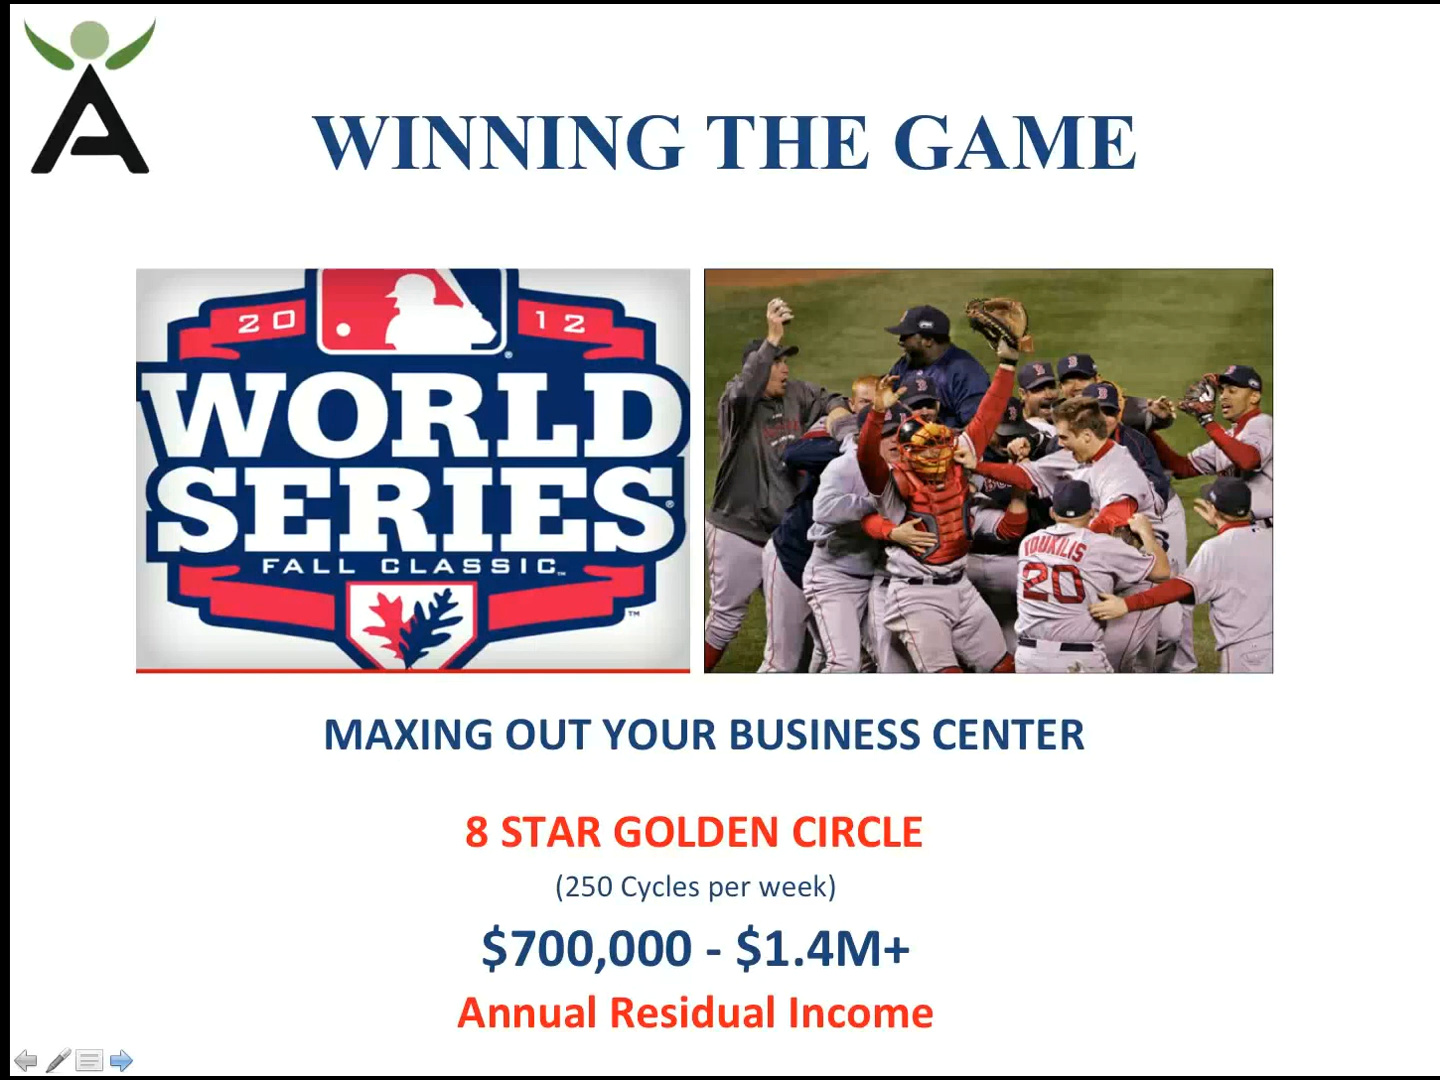 WINNING THE GAME
20 12
WORLD
SERIES
FALL CLASSIC
YOUKILIS
20
MAXING OUT YOUR BUSINESS CENTER
8 STAR GOLDEN CIRCLE
(250 Cycles per week)
$700,000 - $1.4M+
Annual Residual Income